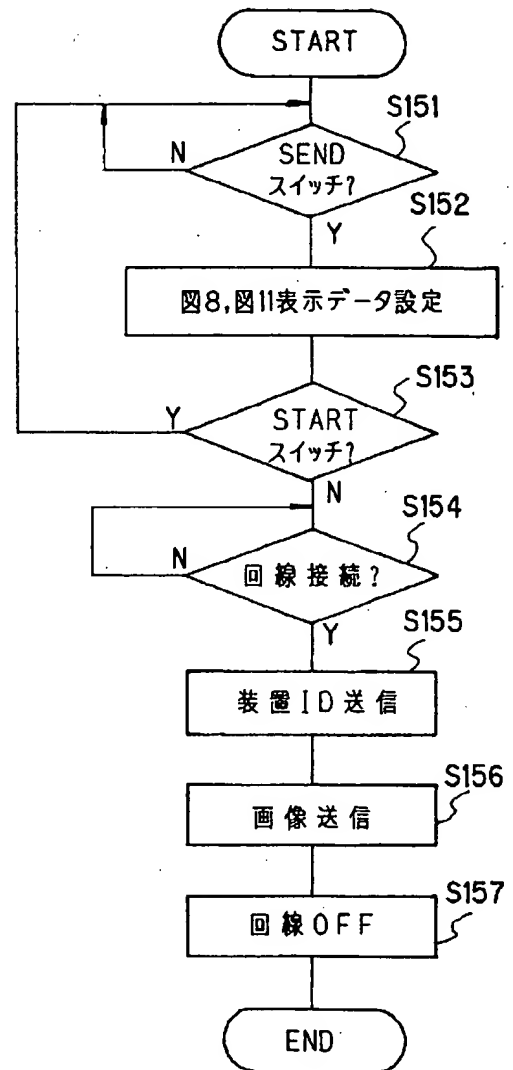 START
S151
N
SEND
スイッチ?
Y
S152
図8,図11表示データ設定
S153
Y
START
スイッチ?
N
S154
N
回線接続?
Y
S155
装置ID送信
S156
画像送信
S157
回線OFF
END